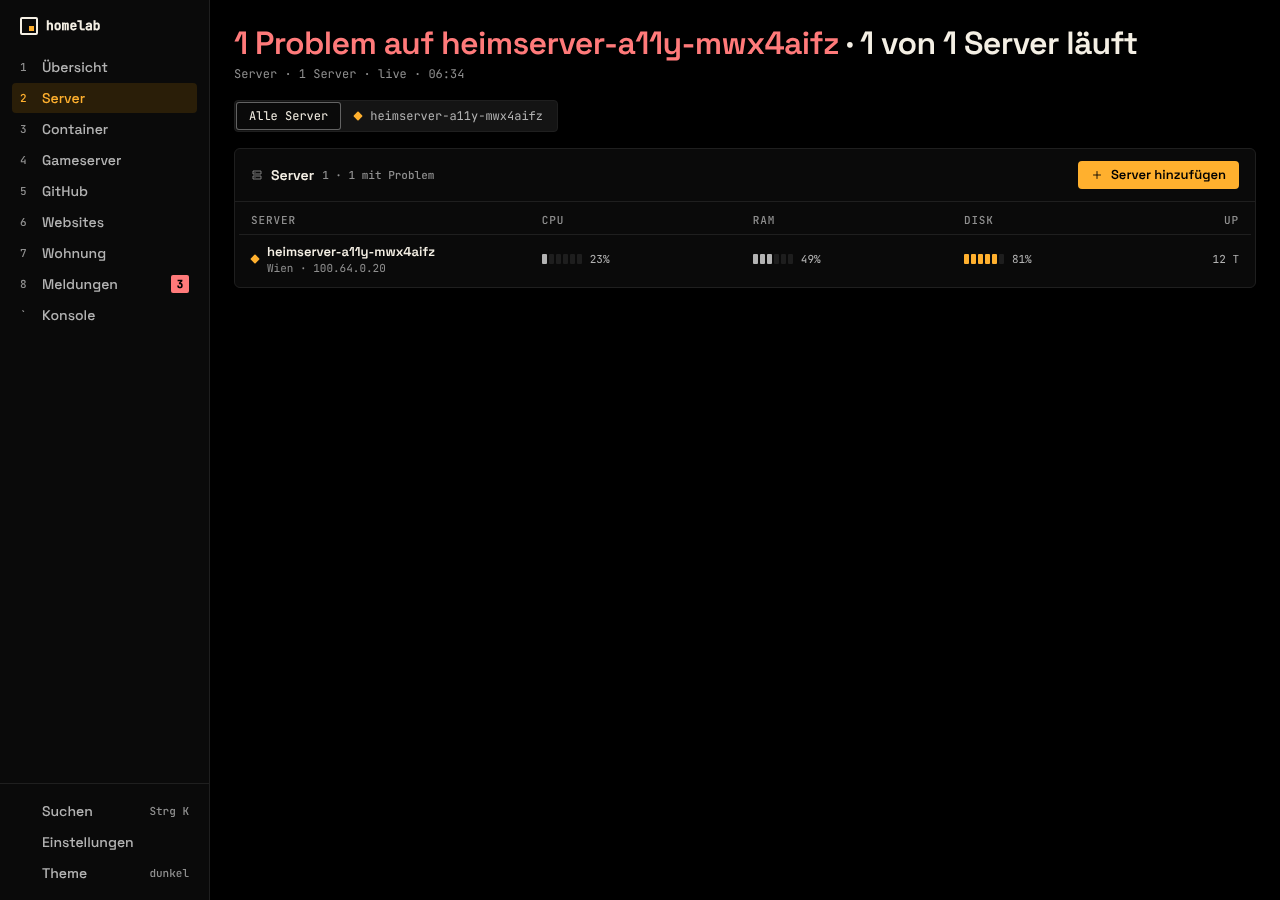 homelab
1 Übersicht
2 Server
3 Container
4 Gameserver
5 GitHub
6 Websites
7 Wohnung
8 Meldungen 3
` Konsole
Suchen Strg K
Einstellungen
Theme dunkel
1 Problem auf heimserver-a11y-mwx4aifz · 1 von 1 Server läuft
Server · 1 Server · live · 06:34
Alle Server heimserver-a11y-mwx4aifz
Server 1 · 1 mit Problem + Server hinzufügen
SERVER CPU RAM DISK UP
heimserver-a11y-mwx4aifz 23% 49% 81% 12 T
Wien · 100.64.0.20